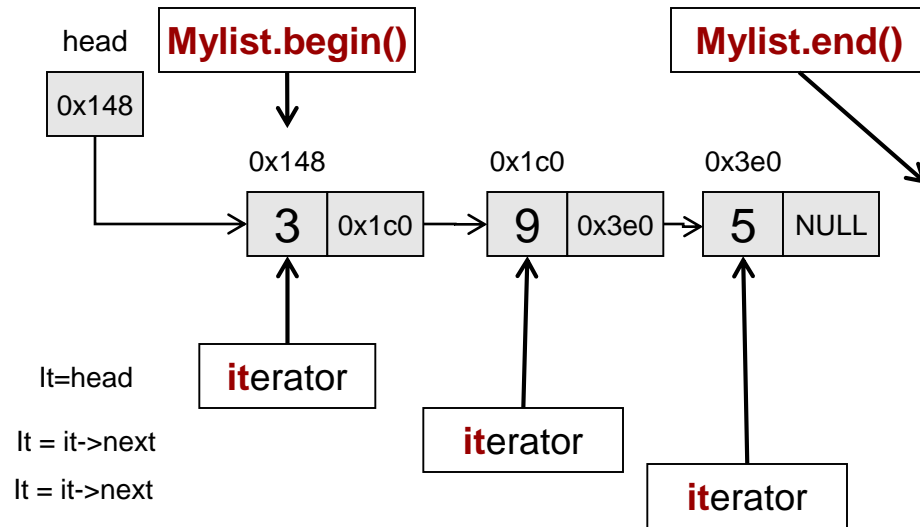 head
Mylist.begin()
Mylist.end()
0x148
0x148
0x1c0
0x3e0
3
0x1c0
9
0x3e0
5
NULL
It=head
iterator
It = it->next
iterator
It = it->next
iterator